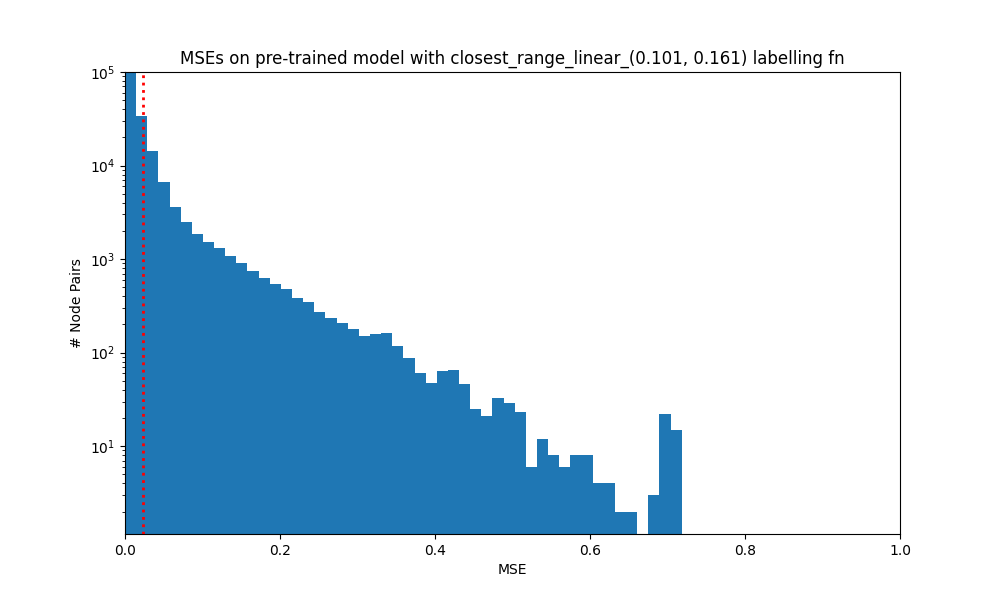 MSEs on pre-trained model with closest_range_linear_(0.101, 0.161) labelling fn
10^5
10^4
10^3
10^2
10^1
# Node Pairs
0.0 0.2 0.4 0.6 0.8 1.0
MSE